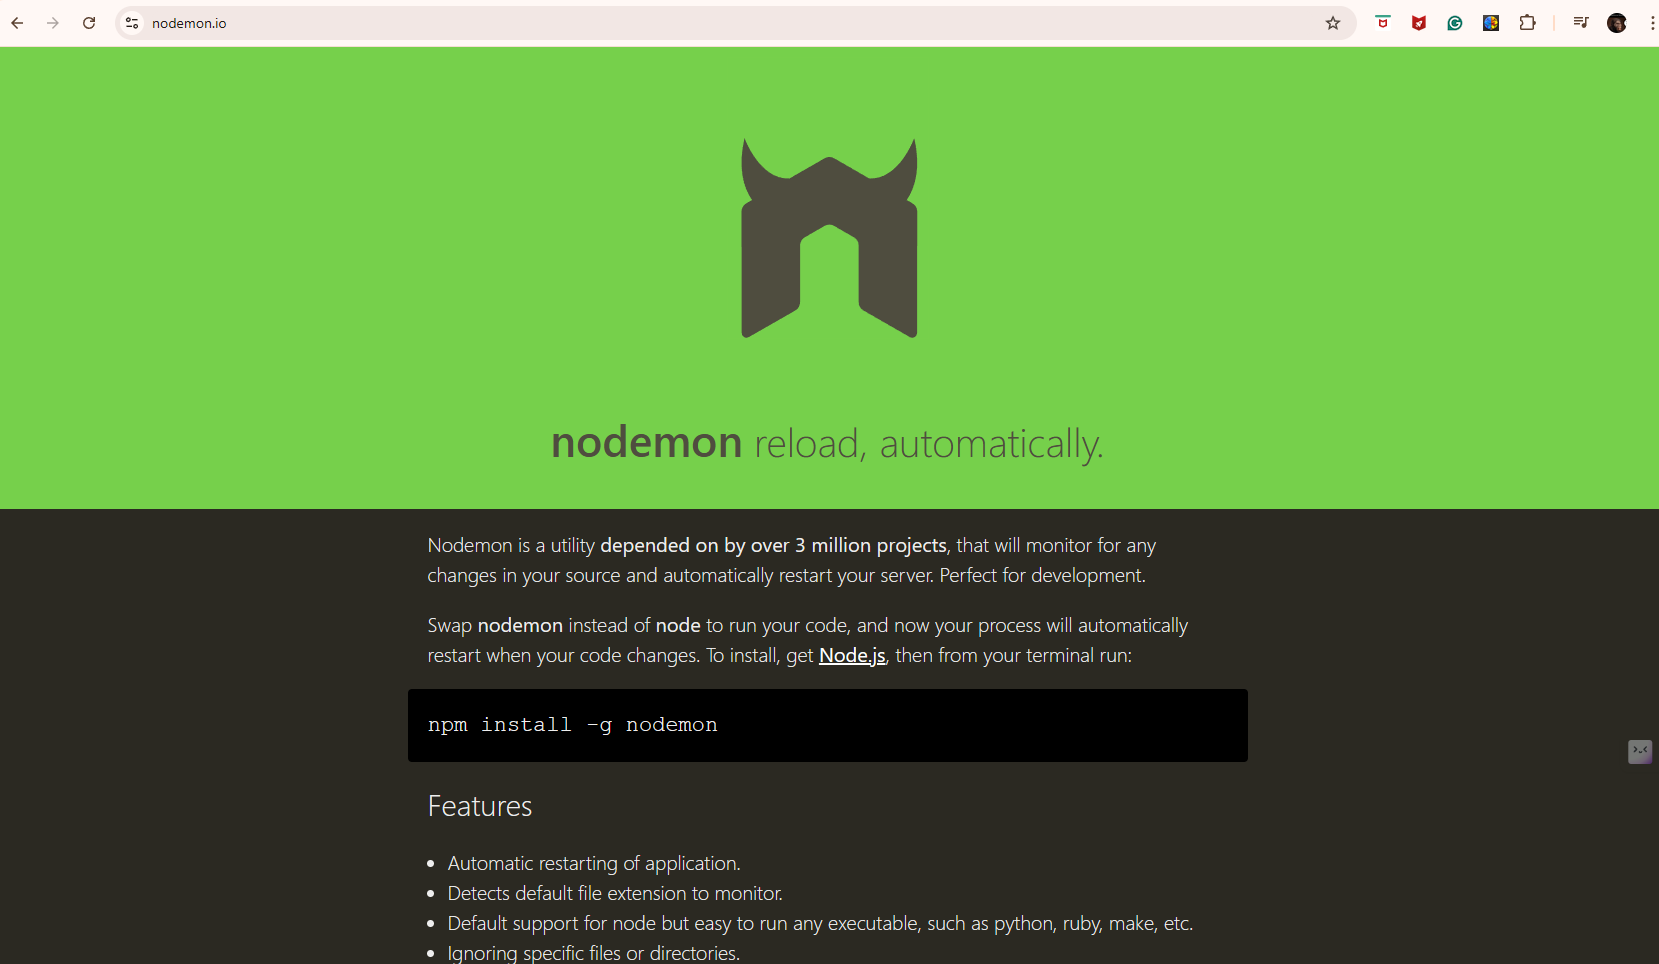 nodemon.io
nodemon reload, automatically.
Nodemon is a utility depended on by over 3 million projects, that will monitor for any
changes in your source and automatically restart your server. Perfect for development.
Swap nodemon instead of node to run your code, and now your process will automatically
restart when your code changes. To install, get Node.js, then from your terminal run:
npm install -g nodemon
Features
• Automatic restarting of application.
• Detects default file extension to monitor.
• Default support for node but easy to run any executable, such as python, ruby, make, etc.
• Ignoring specific files or directories.